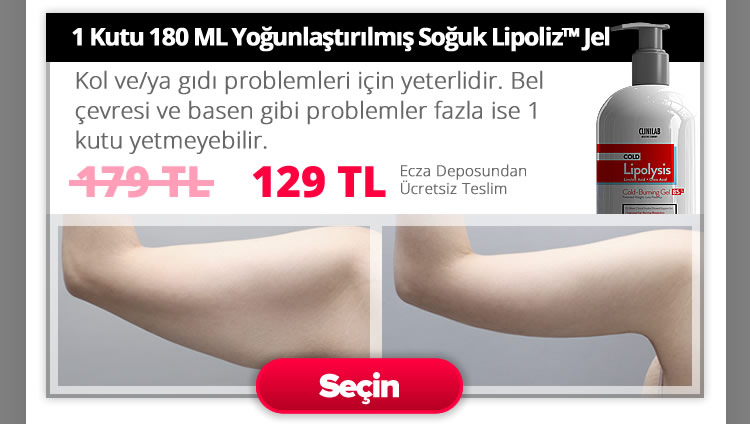 1 Kutu 180 ML Yoğunlaştırılmış Soğuk Lipoliz™ Jel
Kol ve/ya gıdı problemleri için yeterlidir. Bel
çevresi ve basen gibi problemler fazla ise 1
kutu yetmeyebilir.
179 TL 129 TL Ecza Deposundan
Ücretsiz Teslim
CLINILAB
COLD
Lipolysis
Cold-Burning Gel
Seçin